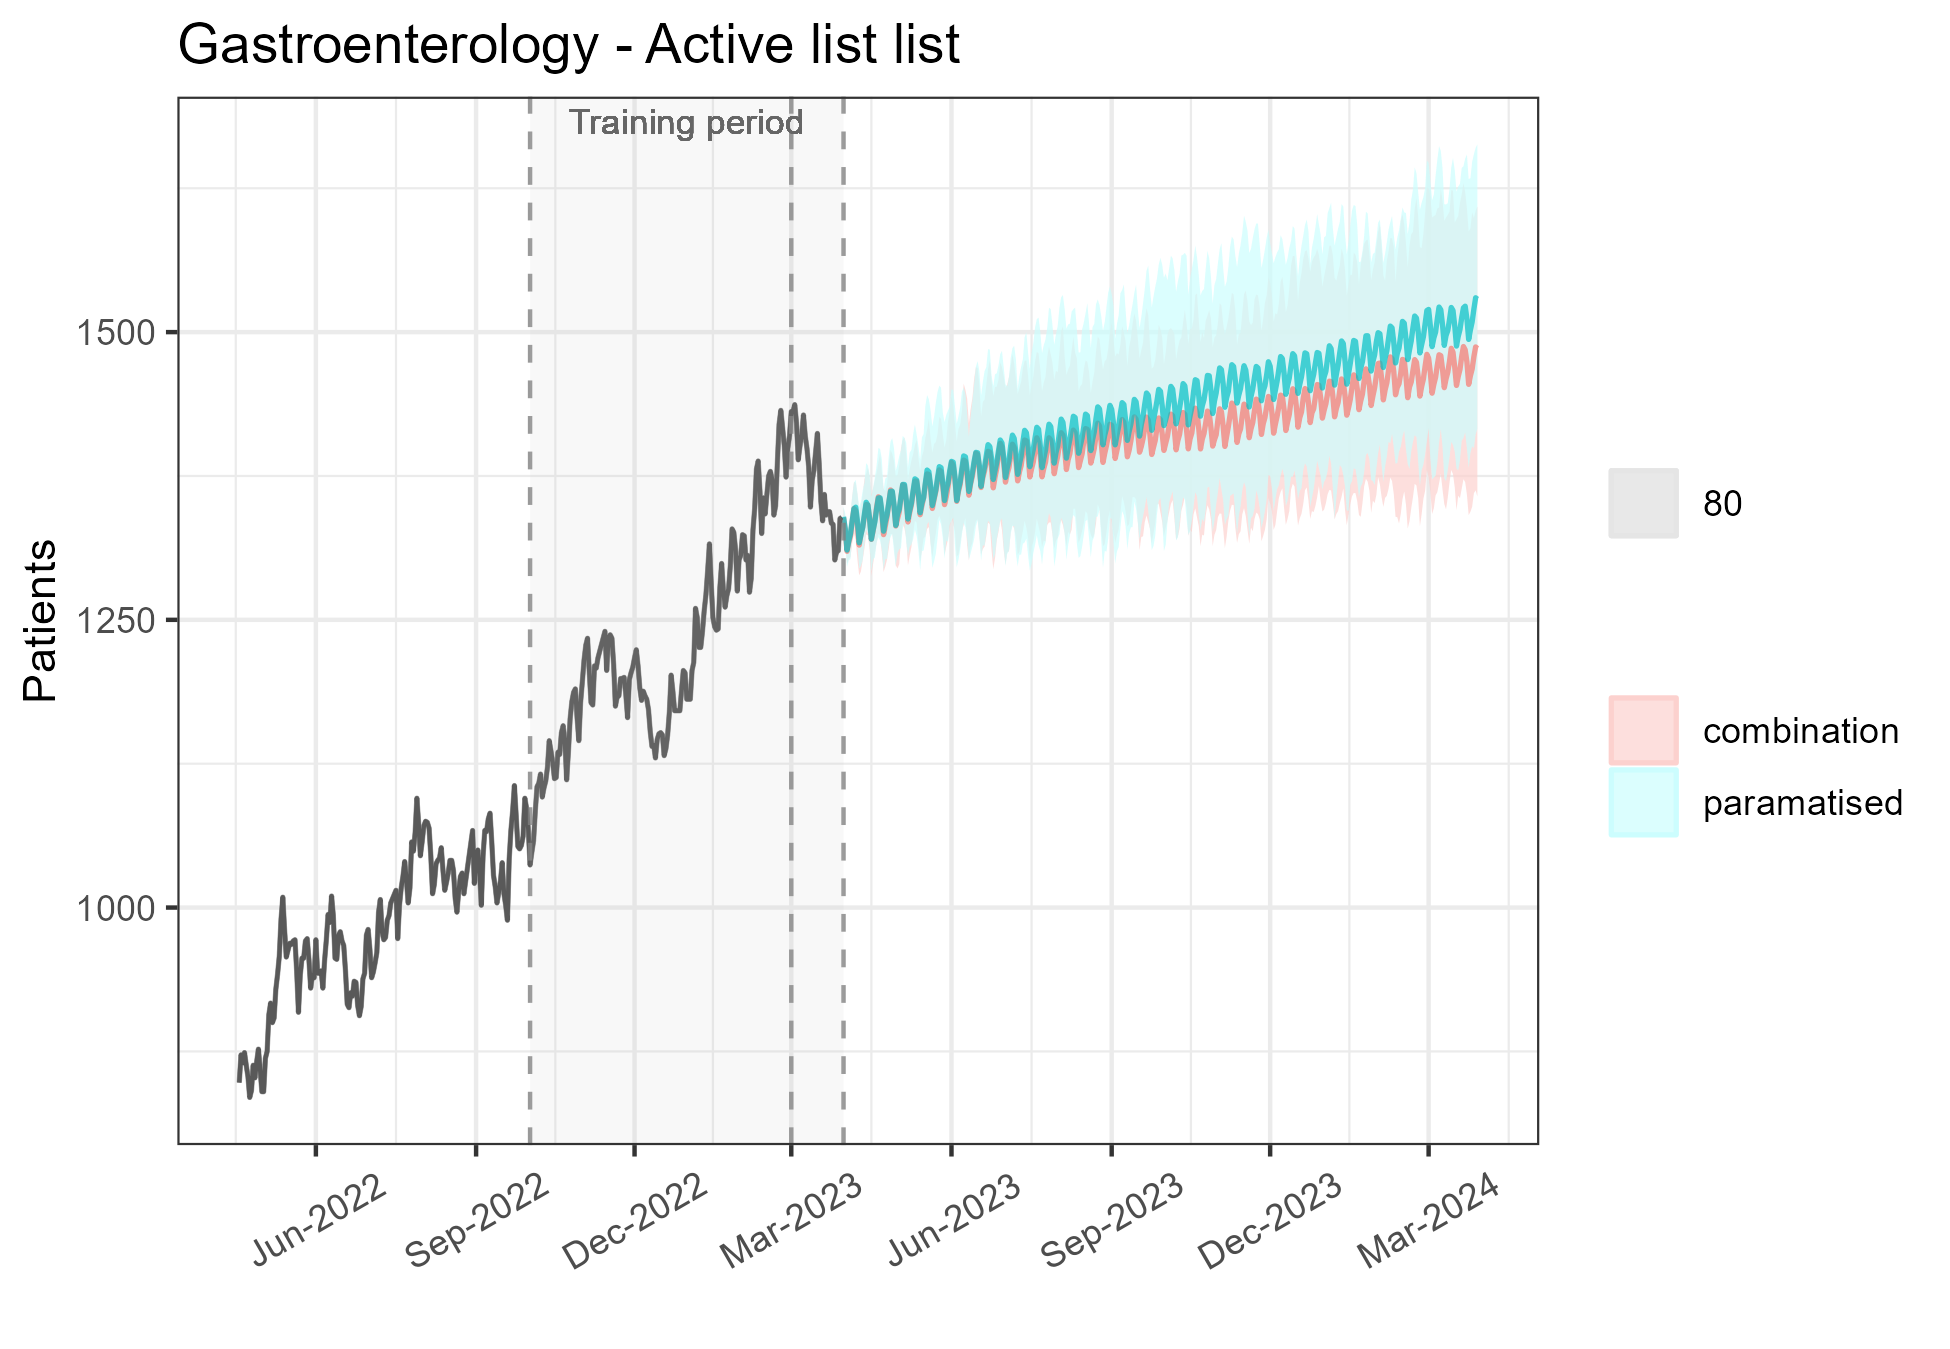 Gastroenterology - Active list list
Training period
Patients
1500
1250
1000
Jun-2022
Sep-2022
Dec-2022
Mar-2023
Jun-2023
Sep-2023
Dec-2023
Mar-2024
80
combination
paramatised